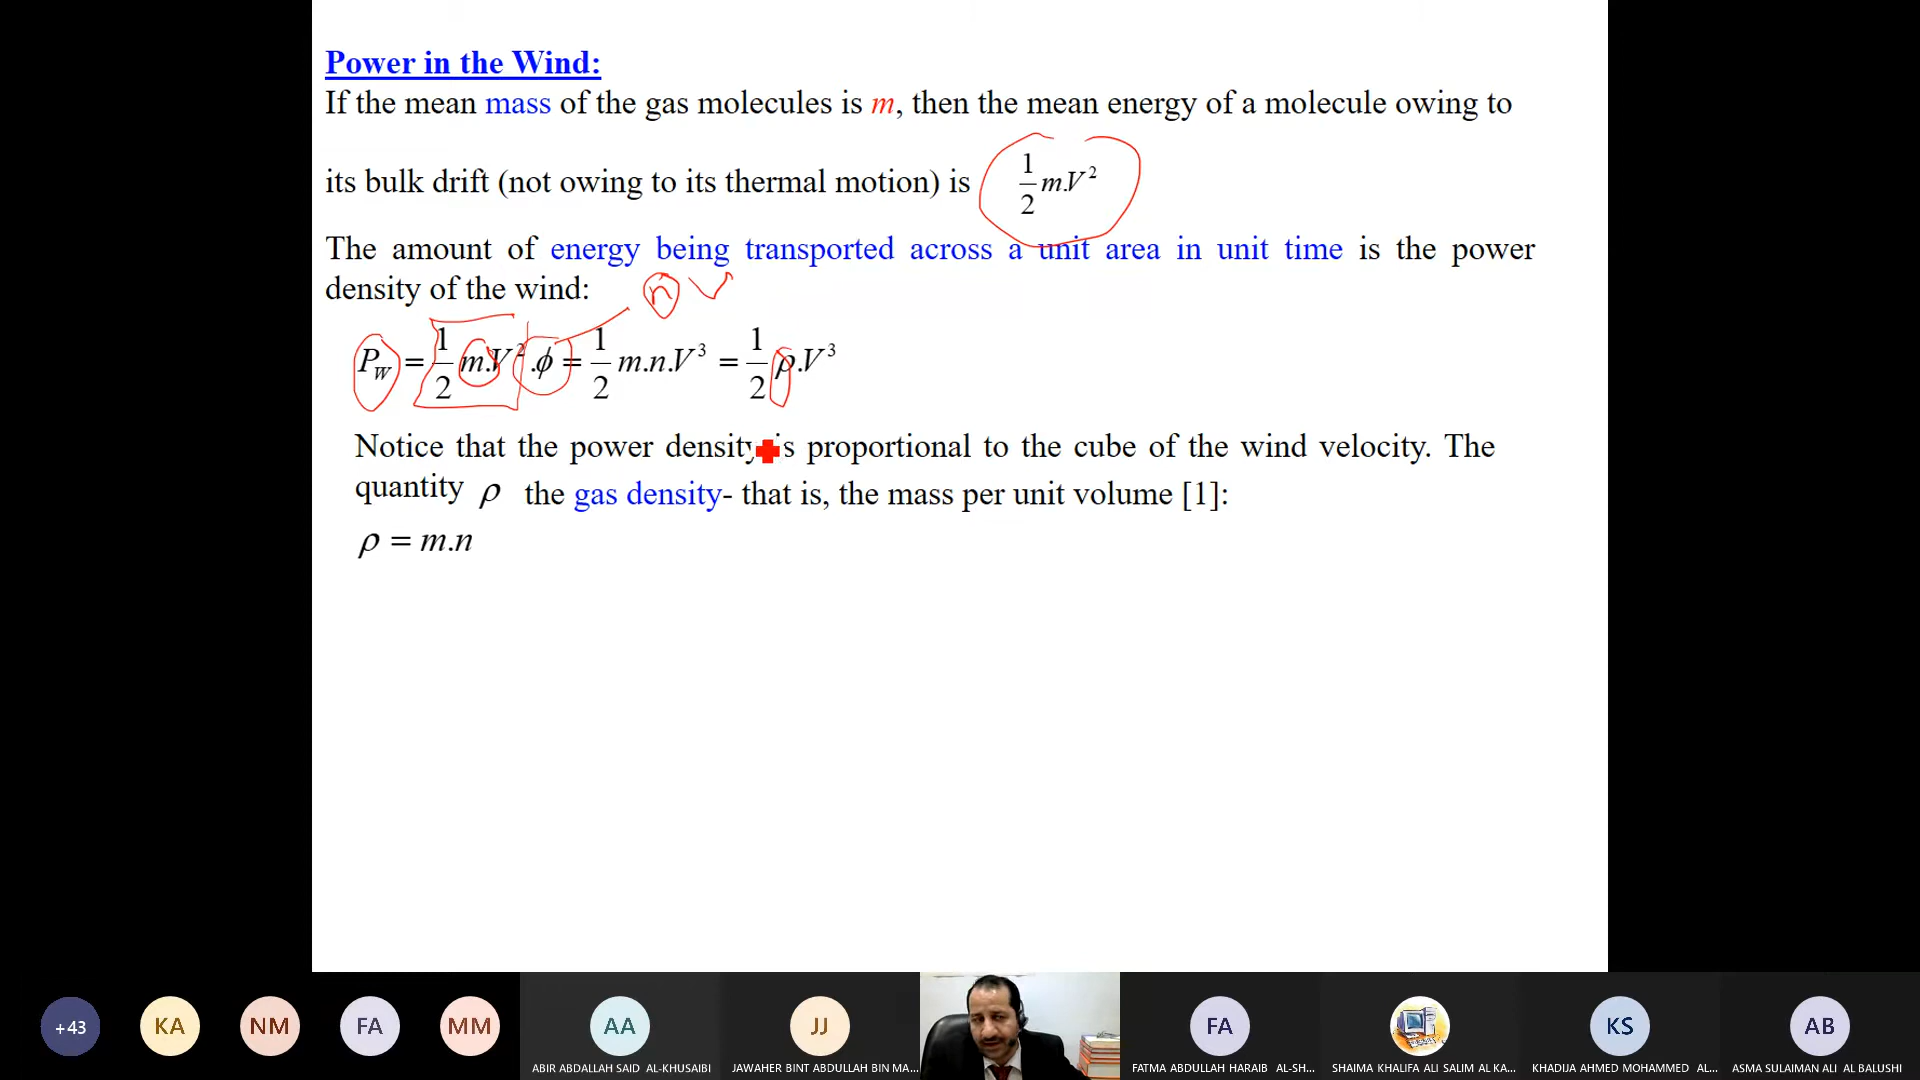 Power in the Wind:
If the mean mass of the gas molecules is m, then the mean energy of a molecule owing to
its bulk drift (not owing to its thermal motion) is 1/2 m.V²
The amount of energy being transported across a unit area in unit time is the power
density of the wind: n V
P_W = 1/2 m.V².ϕ = 1/2 m.n.V³ = 1/2 ρ.V³
Notice that the power density is proportional to the cube of the wind velocity. The
quantity ρ the gas density- that is, the mass per unit volume [1]:
ρ = m.n
+43 KA NM FA MM AA JJ FA KS AB
ABIR ABDALLAH SAID AL-KHUSAIBI JAWAHER BINT ABDULLAH BIN MA... FATMA ABDULLAH HARAIB AL-SH... SHAIMA KHALIFA ALI SALIM AL KA... KHADIJA AHMED MOHAMMED AL... ASMA SULAIMAN ALI AL BALUSHI